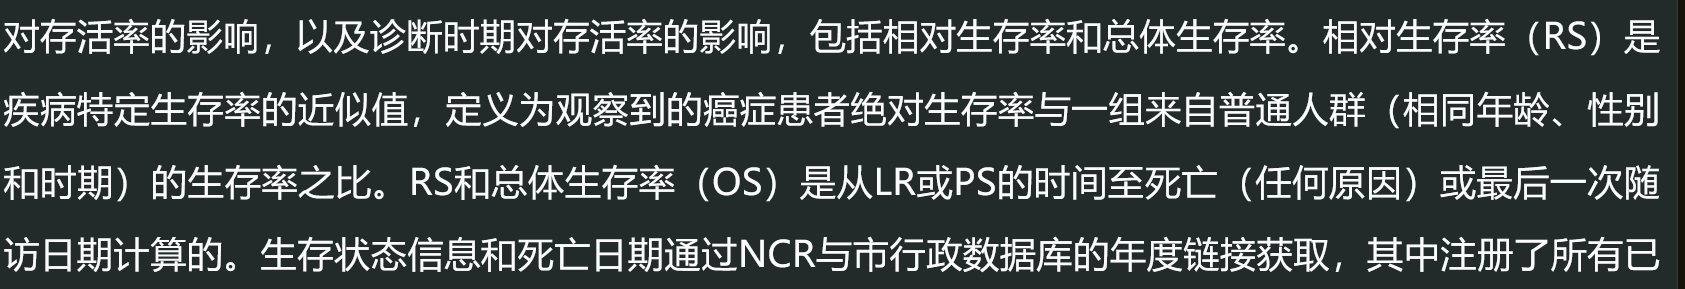 对存活率的影响，以及诊断时期对存活率的影响，包括相对生存率和总体生存率。相对生存率（RS）是
疾病特定生存率的近似值，定义为观察到的癌症患者绝对生存率与一组来自普通人群（相同年龄、性别
和时期）的生存率之比。RS和总体生存率（OS）是从LR或PS的时间至死亡（任何原因）或最后一次随
访日期计算的。生存状态信息和死亡日期通过NCR与市行政数据库的年度链接获取，其中注册了所有已